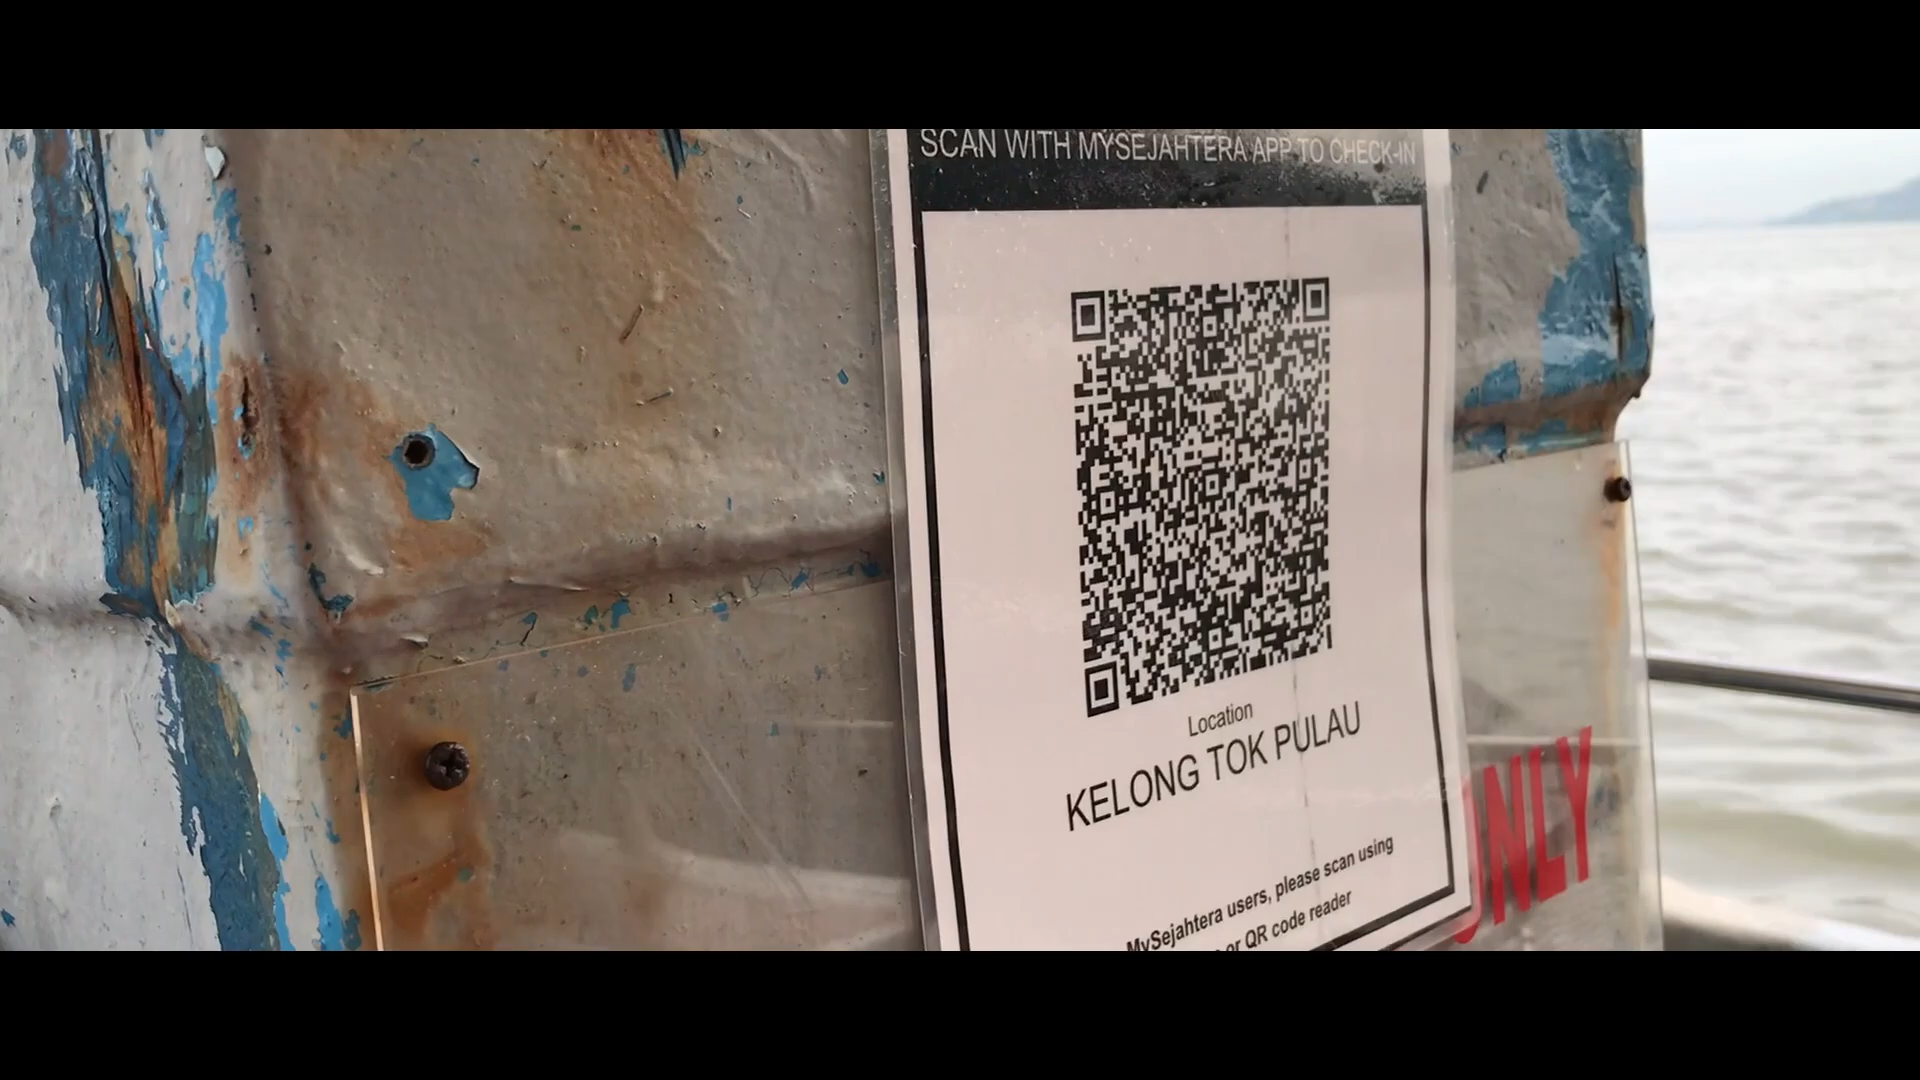 SCAN WITH MYSEJAHTERA APP TO CHECK-IN
Location
KELONG TOK PULAU
MySejahtera users, please scan using
or QR code reader
ONLY